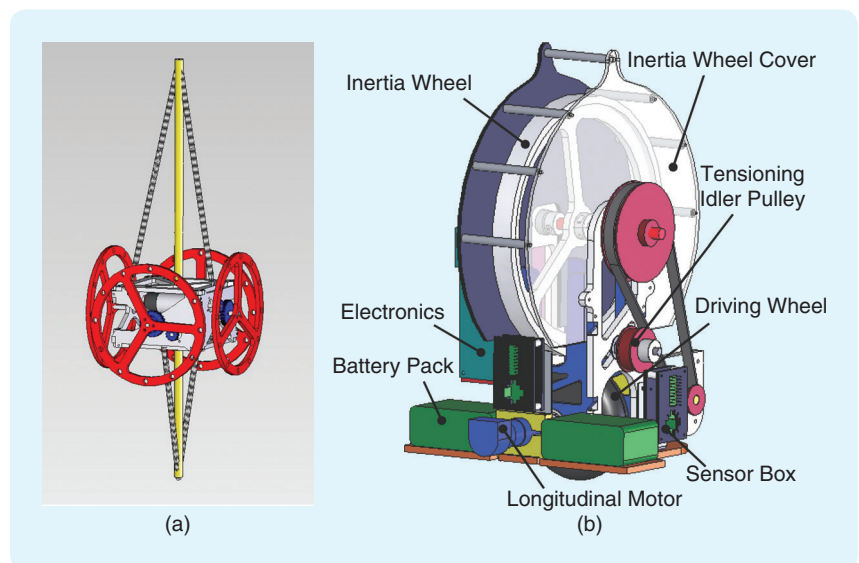 Inertia Wheel
Inertia Wheel Cover
Tensioning
Idler Pulley
Driving Wheel
Electronics
Battery Pack
Sensor Box
Longitudinal Motor
(a)
(b)